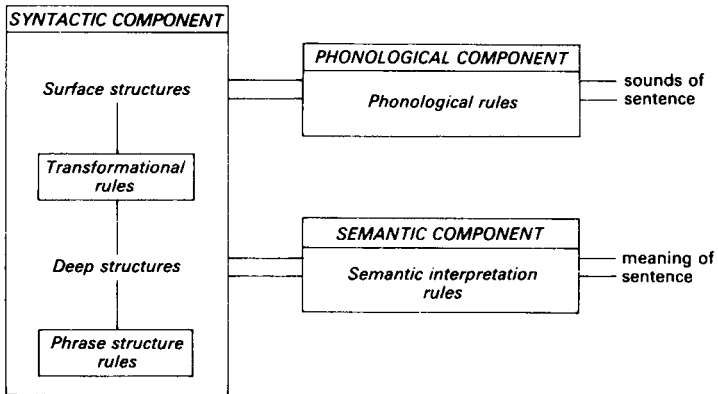 SYNTACTIC COMPONENT
Surface structures
Transformational
rules
Deep structures
Phrase structure
rules
PHONOLOGICAL COMPONENT
Phonological rules
sounds of
sentence
SEMANTIC COMPONENT
Semantic interpretation
rules
meaning of
sentence